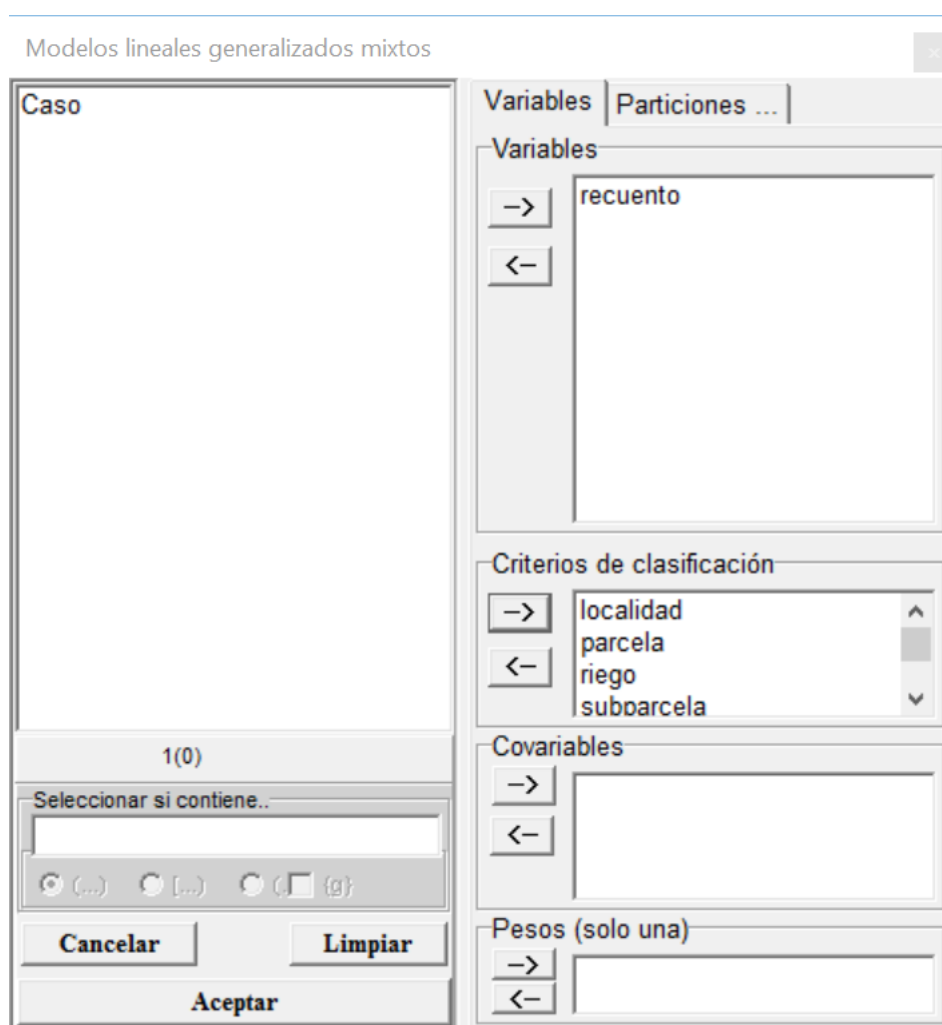 Modelos lineales generalizados mixtos
Caso
1(0)
Seleccionar si contiene..
(...) [...) (. {g}
Cancelar Limpiar
Aceptar
Variables Particiones ...
Variables
–>
recuento
<–
Criterios de clasificación
–>
localidad
parcela
<–
riego
subparcela
Covariables
–>
<–
Pesos (solo una)
–>
<–